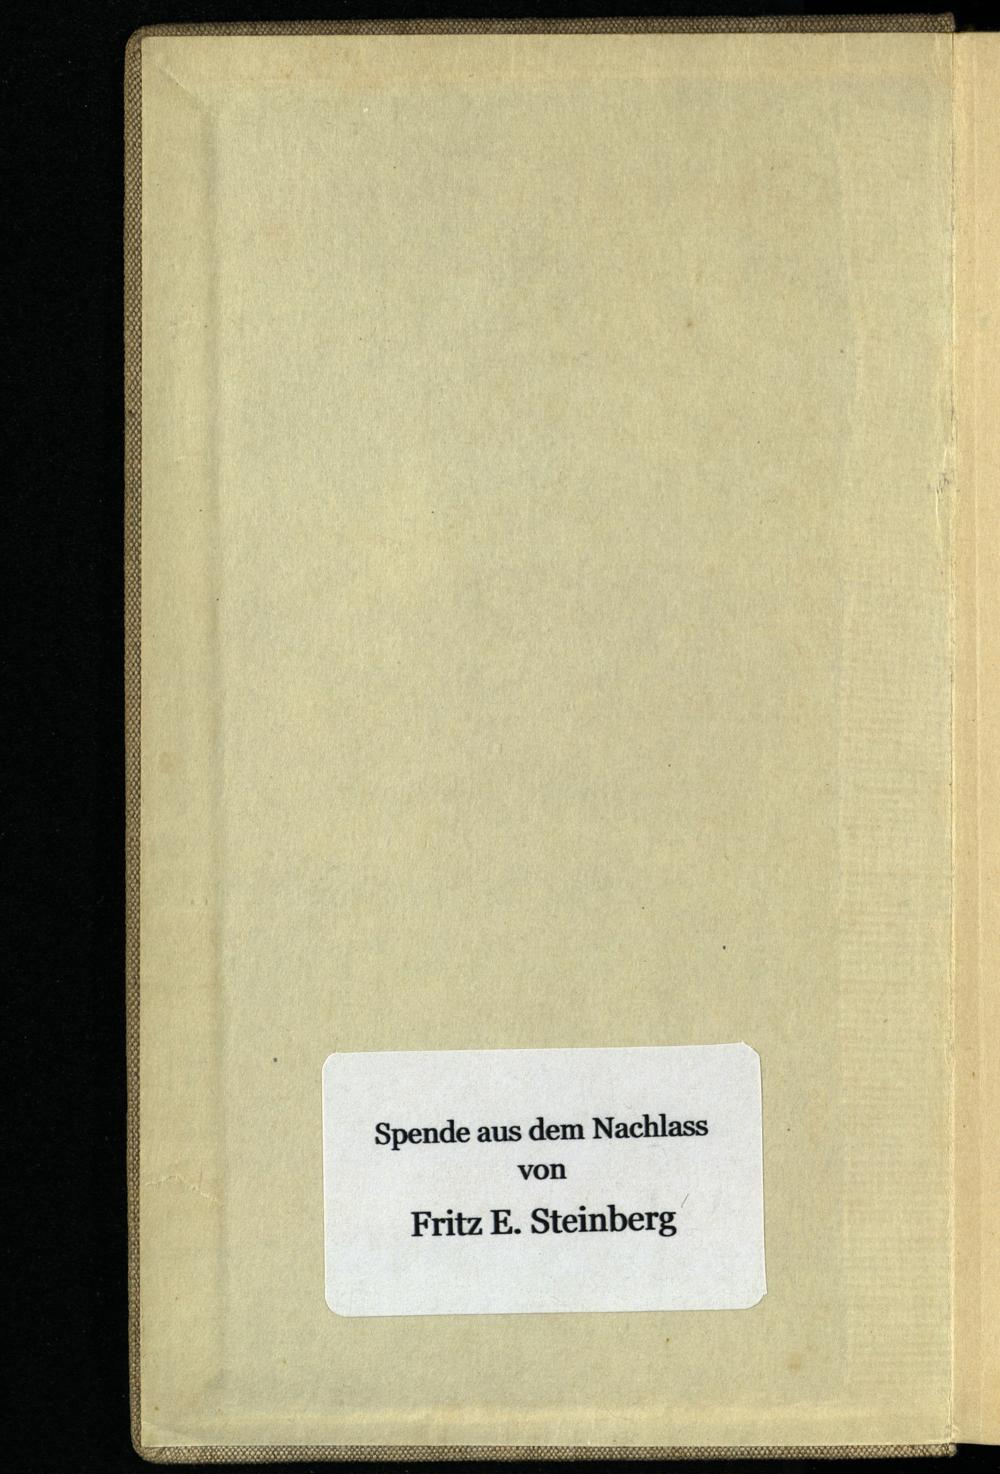 Spende aus dem Nachlass
von
Fritz E. Steinberg